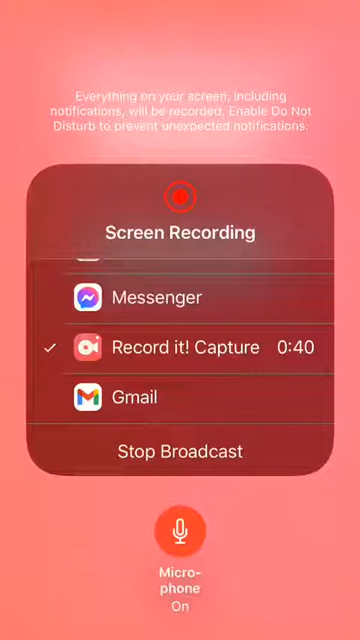 Everything on your screen, including
notifications, will be recorded. Enable Do Not
Disturb to prevent unexpected notifications.
Screen Recording
Messenger
Record it! Capture 0:40
Gmail
Stop Broadcast
Micro-
phone
On